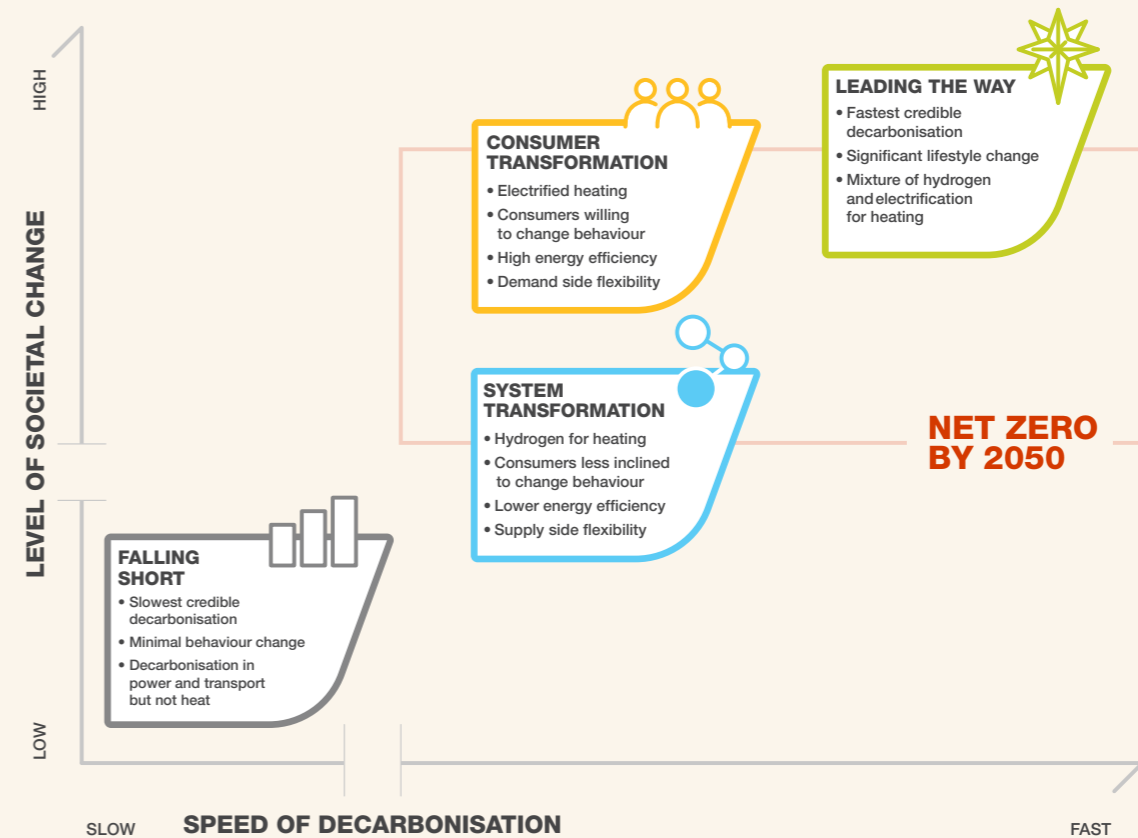 HIGH
LEVEL OF SOCIETAL CHANGE
LOW
LEADING THE WAY
• Fastest credible
decarbonisation
• Significant lifestyle change
• Mixture of hydrogen
and electrification
for heating
CONSUMER
TRANSFORMATION
• Electrified heating
• Consumers willing
to change behaviour
• High energy efficiency
• Demand side flexibility
SYSTEM
TRANSFORMATION
• Hydrogen for heating
• Consumers less inclined
to change behaviour
• Lower energy efficiency
• Supply side flexibility
NET ZERO
BY 2050
FALLING
SHORT
• Slowest credible
decarbonisation
• Minimal behaviour change
• Decarbonisation in
power and transport
but not heat
SLOW
SPEED OF DECARBONISATION
FAST